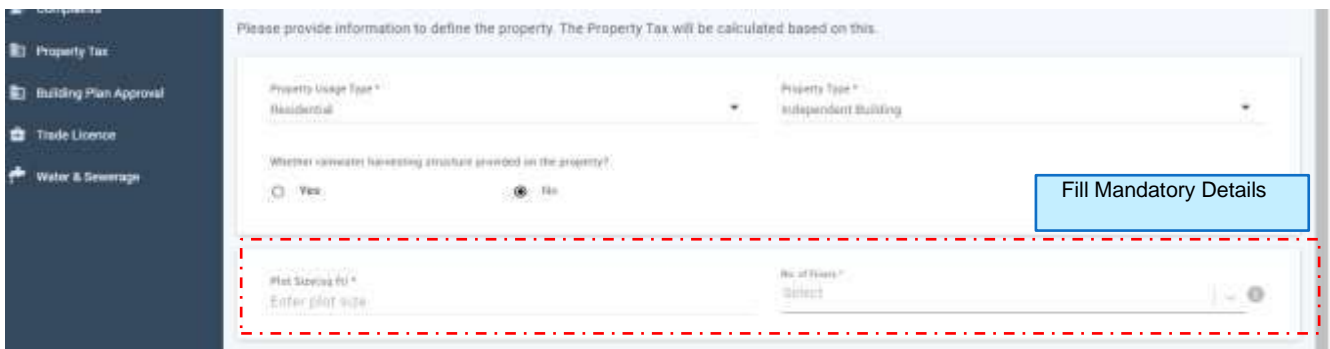 Complaints
Please provide information to define the property. The Property Tax will be calculated based on this.
Property Tax
Building Plan Approval
Property Usage Type *
Residential
Property Type *
Independent Building
Trade Licence
Whether rainwater harvesting structure provided on the property?
Water & Sewerage
Yes
No
Fill Mandatory Details
Plot Size(sq ft) *
Enter plot size
No. of Floors *
Select